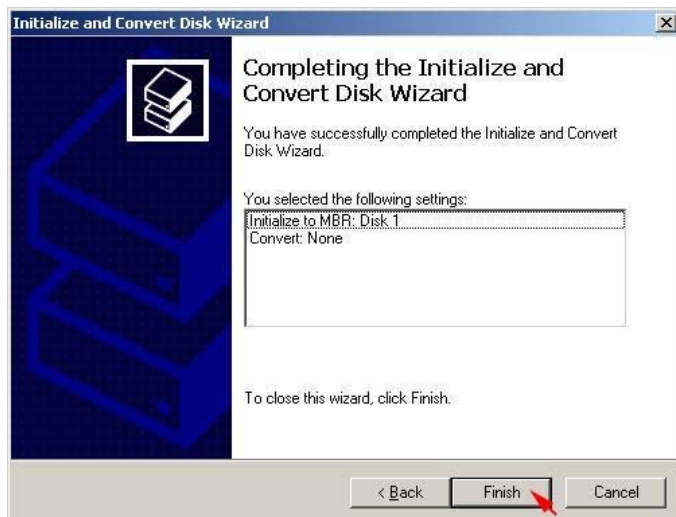 Initialize and Convert Disk Wizard
Completing the Initialize and
Convert Disk Wizard
You have successfully completed the Initialize and Convert
Disk Wizard.
You selected the following settings:
Initialize to MBR: Disk 1
Convert: None
To close this wizard, click Finish.
< Back
Finish
Cancel